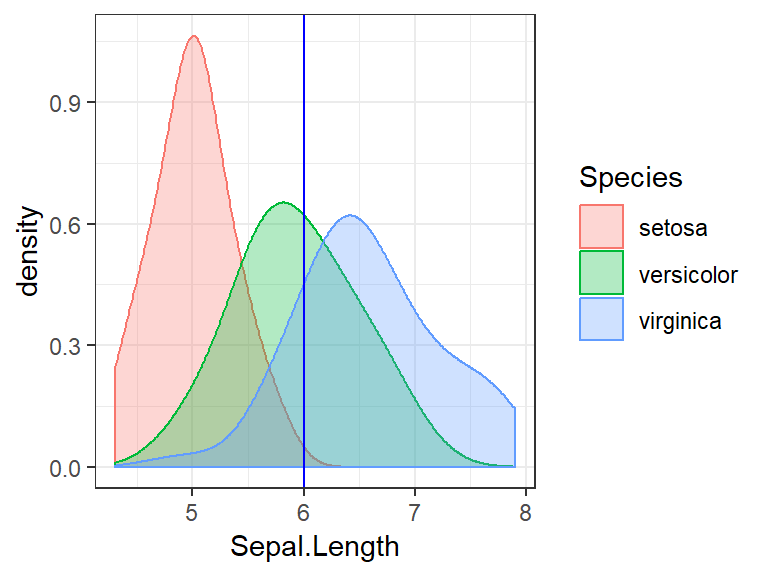 density
0.9
0.6
0.3
0.0
5 6 7 8
Sepal.Length
Species
setosa
versicolor
virginica